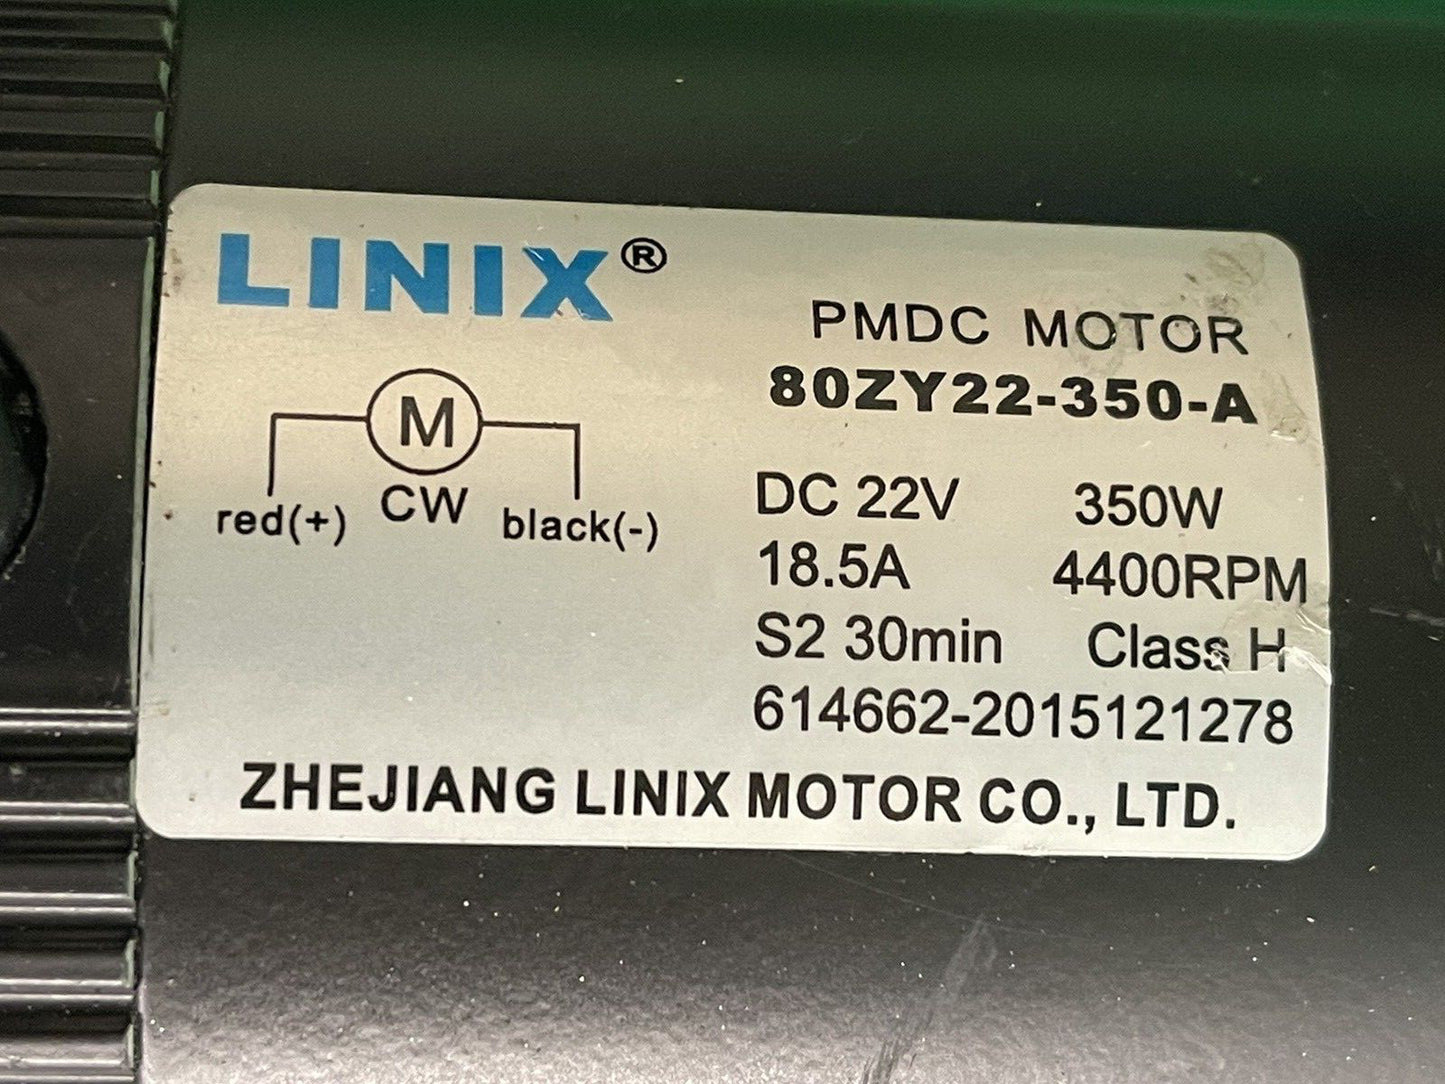 LINIX®
PMDC MOTOR
80ZY22-350-A
M
red(+) CW black(-)
DC 22V 350W
18.5A 4400RPM
S2 30min Class H
614662-2015121278
ZHEJIANG LINIX MOTOR CO., LTD.